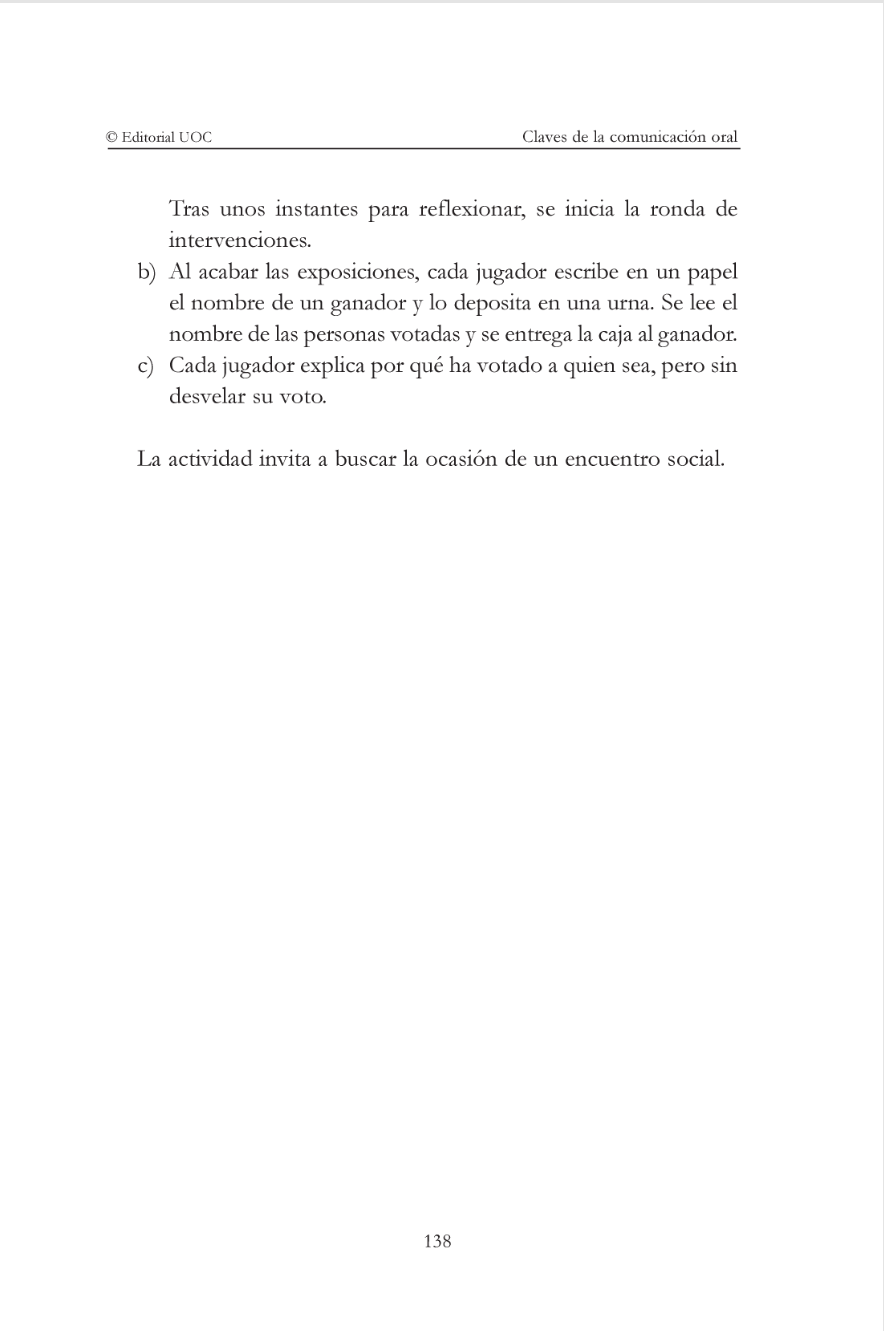 © Editorial UOC Claves de la comunicación oral
Tras unos instantes para reflexionar, se inicia la ronda de
intervenciones.
b) Al acabar las exposiciones, cada jugador escribe en un papel
el nombre de un ganador y lo deposita en una urna. Se lee el
nombre de las personas votadas y se entrega la caja al ganador.
c) Cada jugador explica por qué ha votado a quien sea, pero sin
desvelar su voto.
La actividad invita a buscar la ocasión de un encuentro social.
138